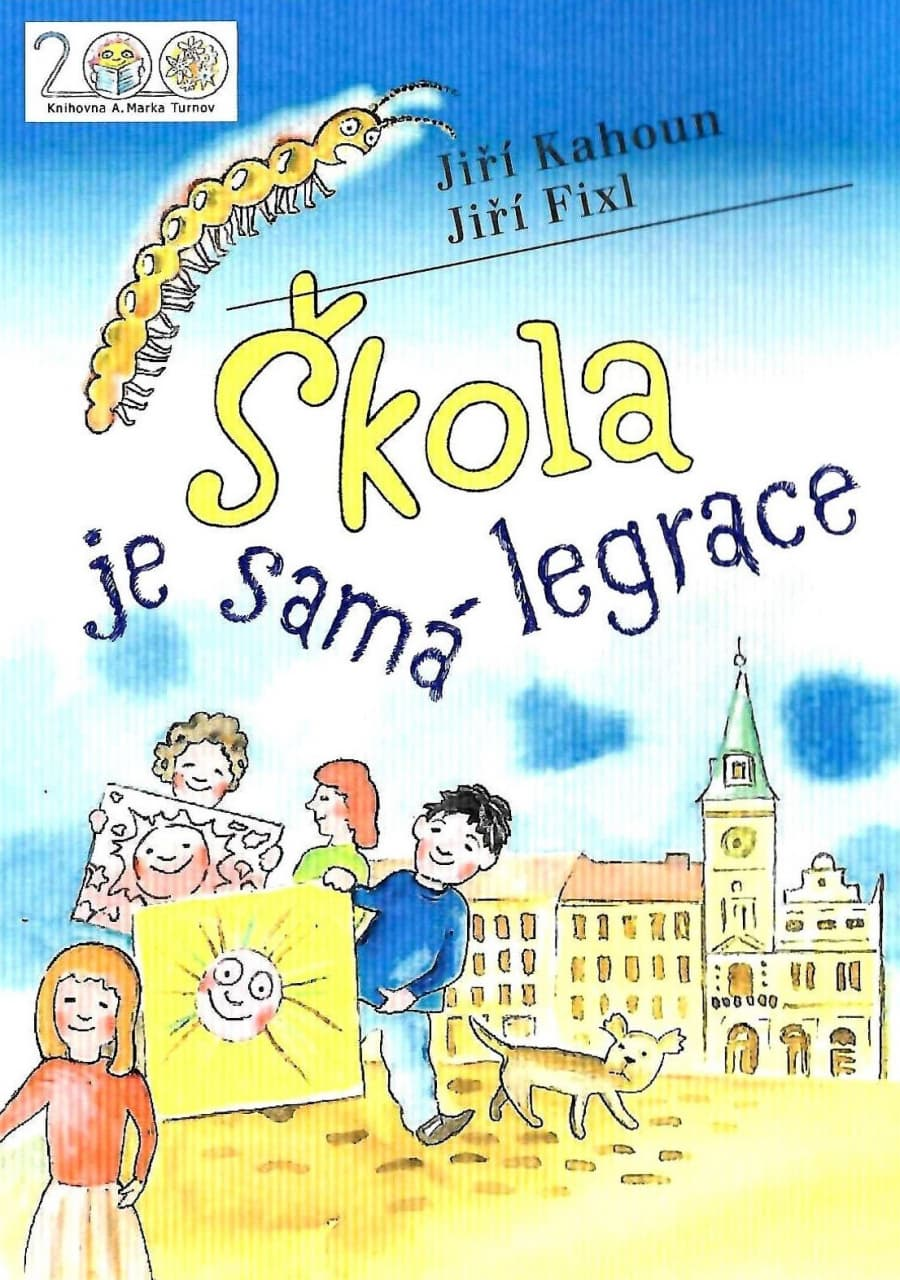 200
Knihovna A. Marka Turnov
Jiří Kahoun
Jiří Fixl
Škola
je samá legrace